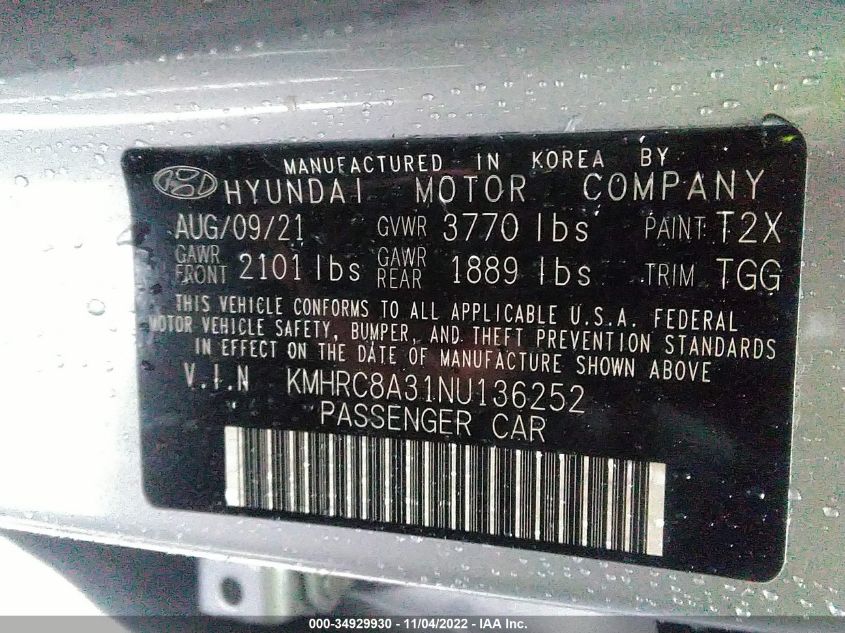 MANUFACTURED IN KOREA BY
HYUNDAI MOTOR COMPANY
AUG/09/21 GVWR 3770 lbs PAINT T2X
GAWR FRONT 2101 lbs GAWR REAR 1889 lbs TRIM TGG
THIS VEHICLE CONFORMS TO ALL APPLICABLE U.S.A. FEDERAL
MOTOR VEHICLE SAFETY, BUMPER, AND THEFT PREVENTION STANDARDS
IN EFFECT ON THE DATE OF MANUFACTURE SHOWN ABOVE
V.I.N KMHRC8A31NU136252
PASSENGER CAR
000-34929930 - 11/04/2022 - IAA Inc.